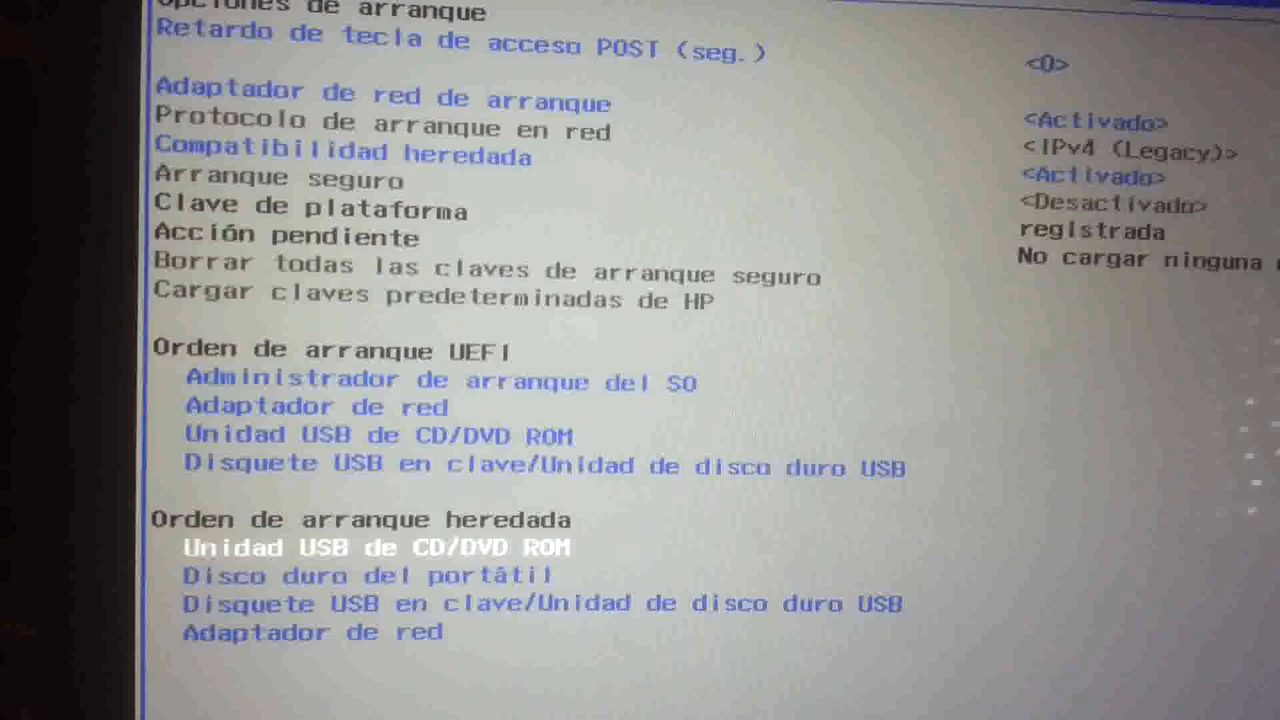 Opciones de arranque
Retardo de tecla de acceso POST (seg.) <0>
Adaptador de red de arranque <Activado>
Protocolo de arranque en red <IPv4 (Legacy)>
Compatibilidad heredada <Activado>
Arranque seguro <Desactivado>
Clave de plataforma registrada
Acción pendiente No cargar ninguna
Borrar todas las claves de arranque seguro
Cargar claves predeterminadas de HP
Orden de arranque UEFI
Administrador de arranque del SO
Adaptador de red
Unidad USB de CD/DVD ROM
Disquete USB en clave/Unidad de disco duro USB
Orden de arranque heredada
Unidad USB de CD/DVD ROM
Disco duro del portátil
Disquete USB en clave/Unidad de disco duro USB
Adaptador de red